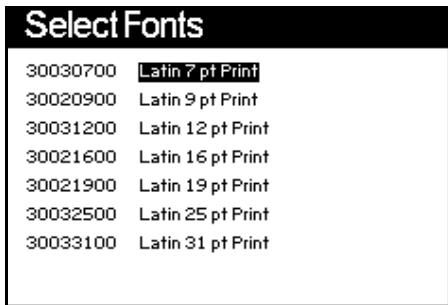 Select Fonts
30030700 Latin 7 pt Print
30020900 Latin 9 pt Print
30031200 Latin 12 pt Print
30021600 Latin 16 pt Print
30021900 Latin 19 pt Print
30032500 Latin 25 pt Print
30033100 Latin 31 pt Print